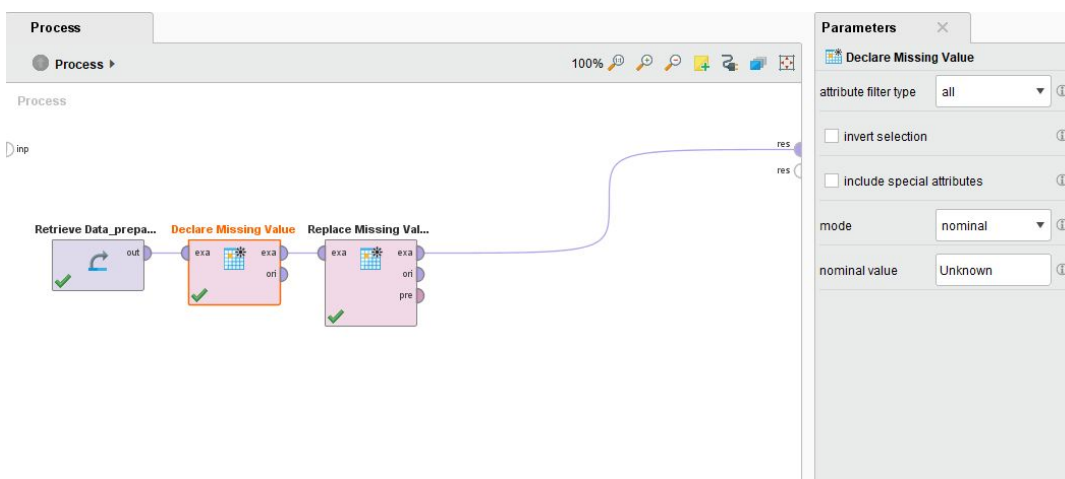 Process
Process
100%
Process
inp
res
res
Retrieve Data_prepa...
out
Declare Missing Value
exa
exa
ori
Replace Missing Val...
exa
exa
ori
pre
Parameters
Declare Missing Value
attribute filter type
all
invert selection
include special attributes
mode
nominal
nominal value
Unknown